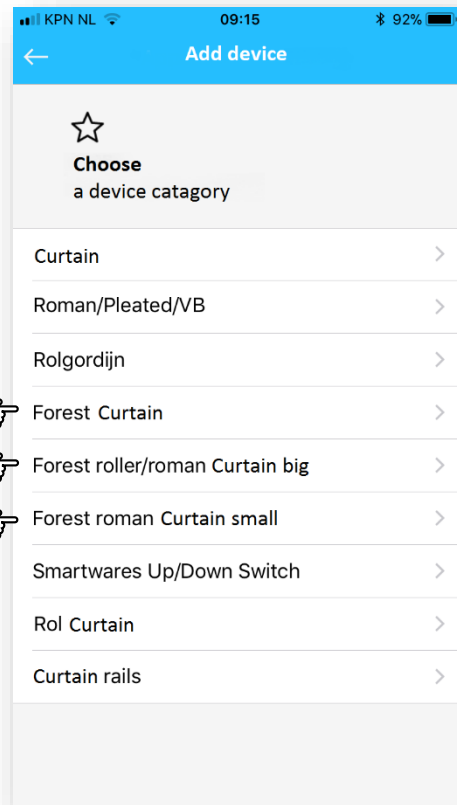 KPN NL 09:15 92%
Add device
Choose
a device catagory
Curtain
Roman/Pleated/VB
Rolgordijn
Forest Curtain
Forest roller/roman Curtain big
Forest roman Curtain small
Smartwares Up/Down Switch
Rol Curtain
Curtain rails